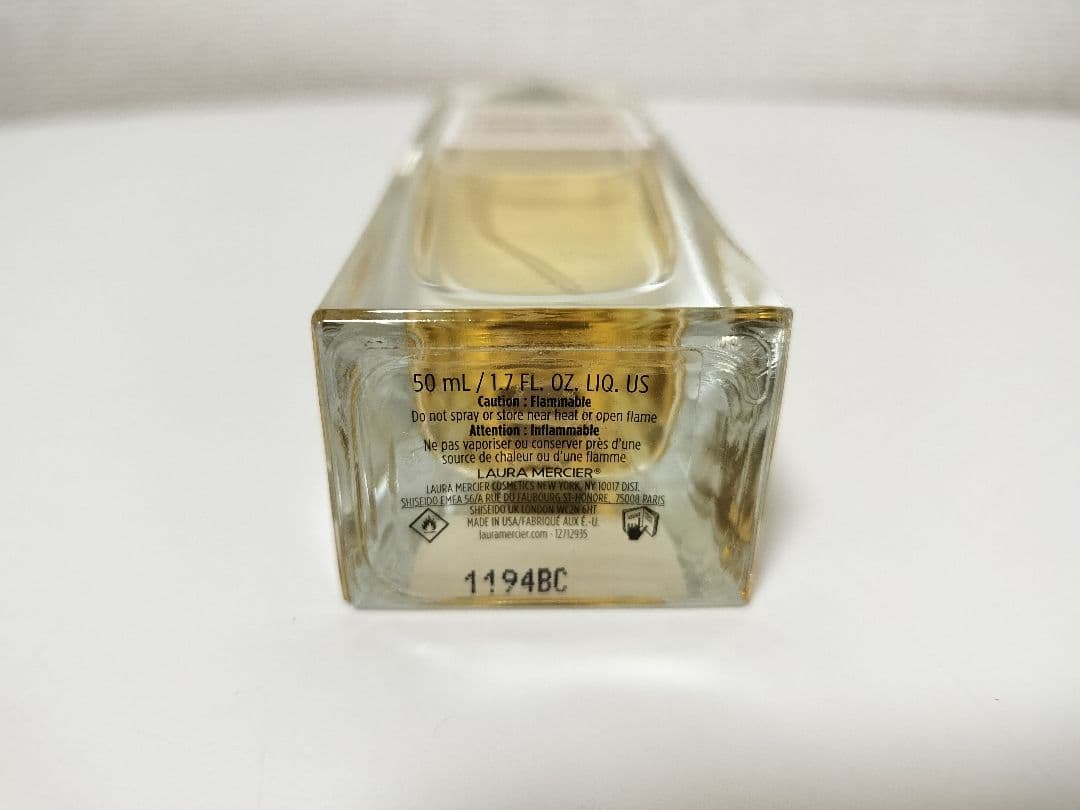 50 mL / 1.7 FL. OZ. LIQ. US
Caution : Flammable
Do not spray or store near heat or open flame
Attention : Inflammable
Ne pas vaporiser ou conserver près d'une
source de chaleur ou d'une flamme
LAURA MERCIER®
LAURA MERCIER COSMETICS NEW YORK, NY 10017 DIST.
SHISEIDO EMEA 56/A RUE DU FAUBOURG ST-HONORE, 75008 PARIS
SHISEIDO UK LONDON WC2N 6HT
MADE IN USA/FABRIQUÉ AUX É.-U.
lauramercier.com - 12712935
1194BC